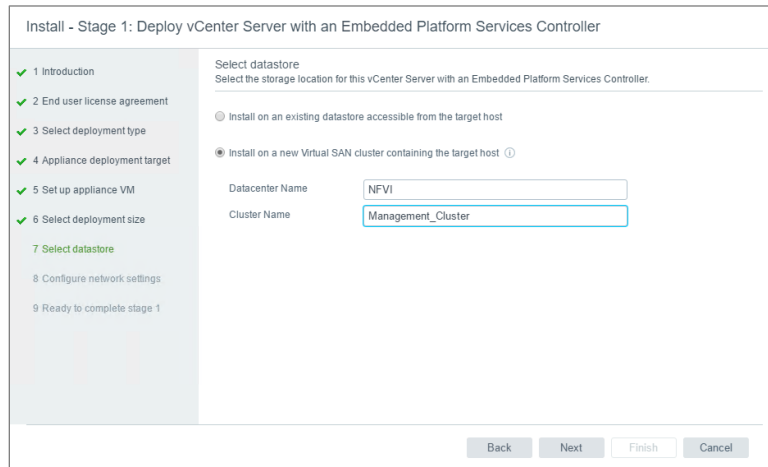 Install - Stage 1: Deploy vCenter Server with an Embedded Platform Services Controller
1 Introduction
2 End user license agreement
3 Select deployment type
4 Appliance deployment target
5 Set up appliance VM
6 Select deployment size
7 Select datastore
8 Configure network settings
9 Ready to complete stage 1
Select datastore
Select the storage location for this vCenter Server with an Embedded Platform Services Controller.
Install on an existing datastore accessible from the target host
Install on a new Virtual SAN cluster containing the target host
Datacenter Name NFVI
Cluster Name Management_Cluster
Back Next Finish Cancel